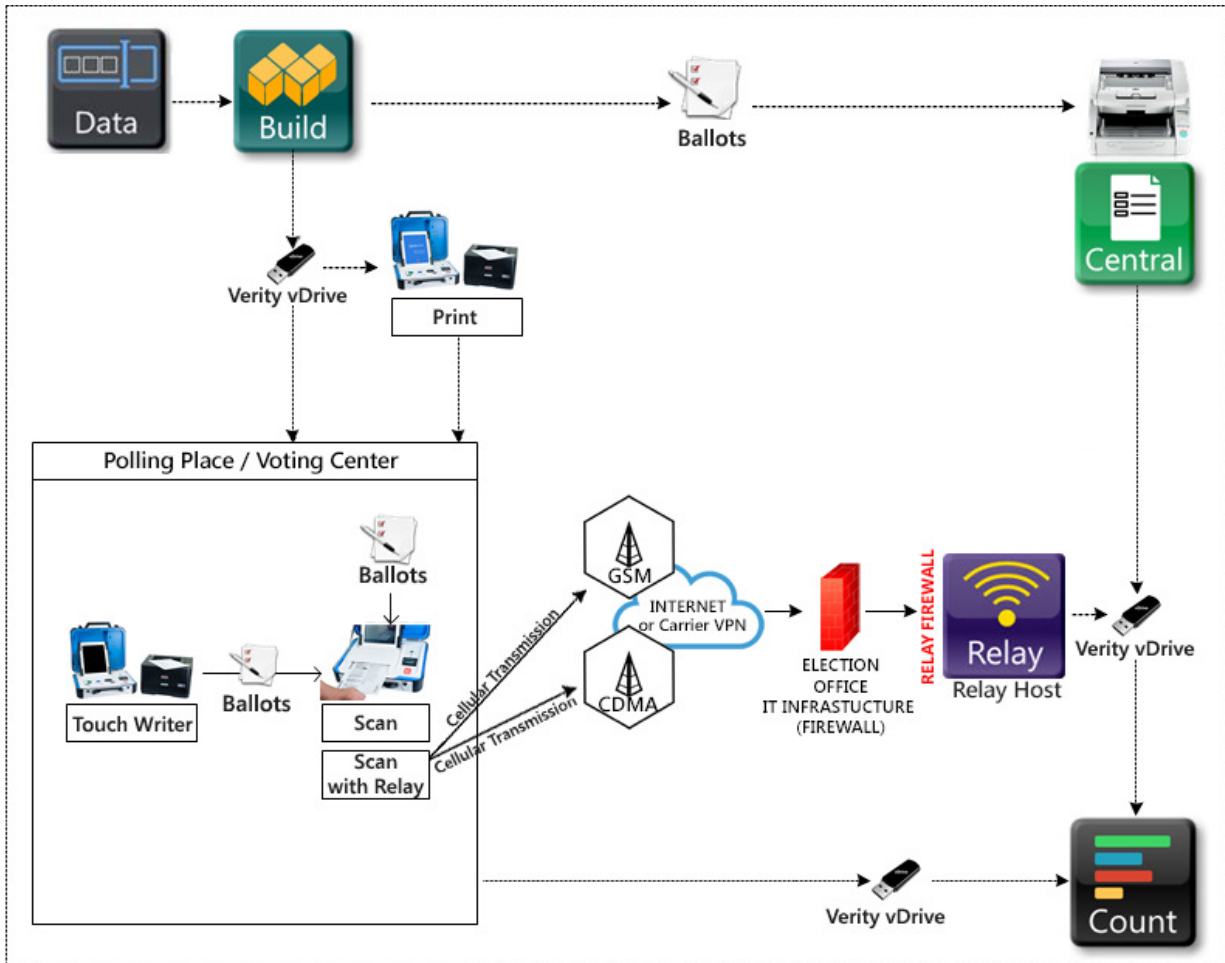 Data
Build
Ballots
Central
Verity vDrive
Print
Polling Place / Voting Center
Ballots
Touch Writer
Ballots
Scan
Scan
with Relay
Cellular Transmission
Cellular Transmission
GSM
INTERNET
or Carrier VPN
CDMA
ELECTION
OFFICE
IT INFRASTUCTURE
(FIREWALL)
RELAY FIREWALL
Relay
Relay Host
Verity vDrive
Verity vDrive
Count